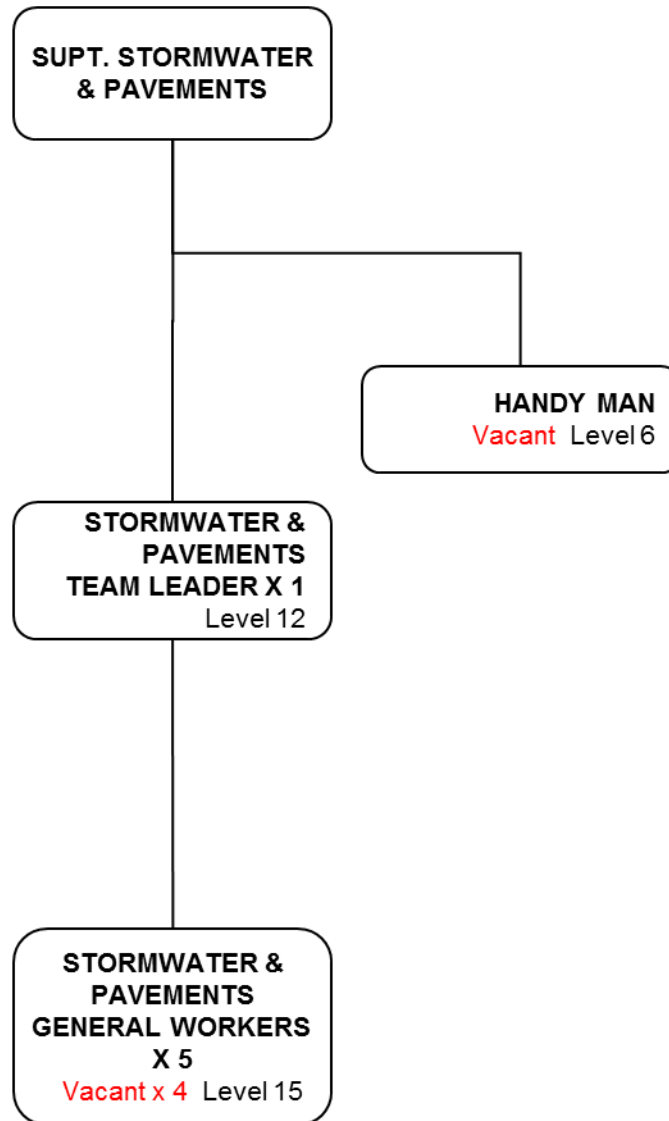 SUPT. STORMWATER
& PAVEMENTS
HANDY MAN
Vacant Level 6
STORMWATER &
PAVEMENTS
TEAM LEADER X 1
Level 12
STORMWATER &
PAVEMENTS
GENERAL WORKERS
X 5
Vacant x 4 Level 15